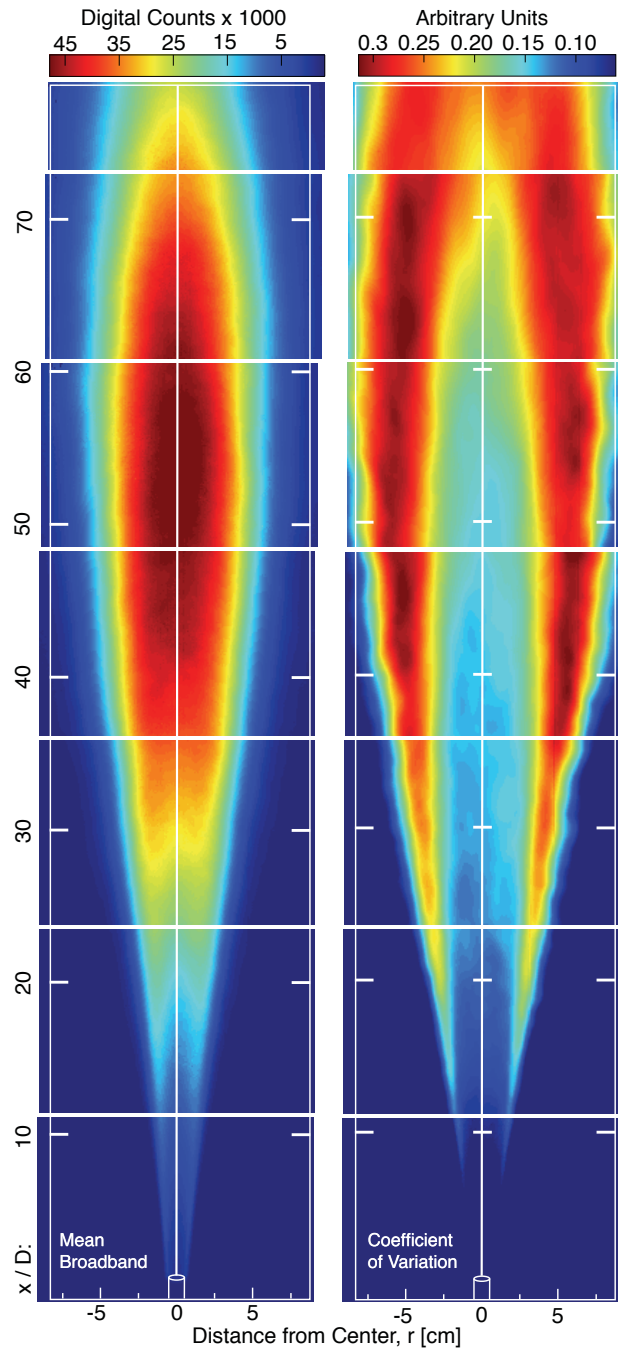 Digital Counts x 1000
Arbitrary Units
45 35 25 15 5
0.3 0.25 0.20 0.15 0.10
70
60
50
40
30
20
10
x / D:
Mean
Broadband
Coefficient
of Variation
-5 0 5
-5 0 5
Distance from Center, r [cm]